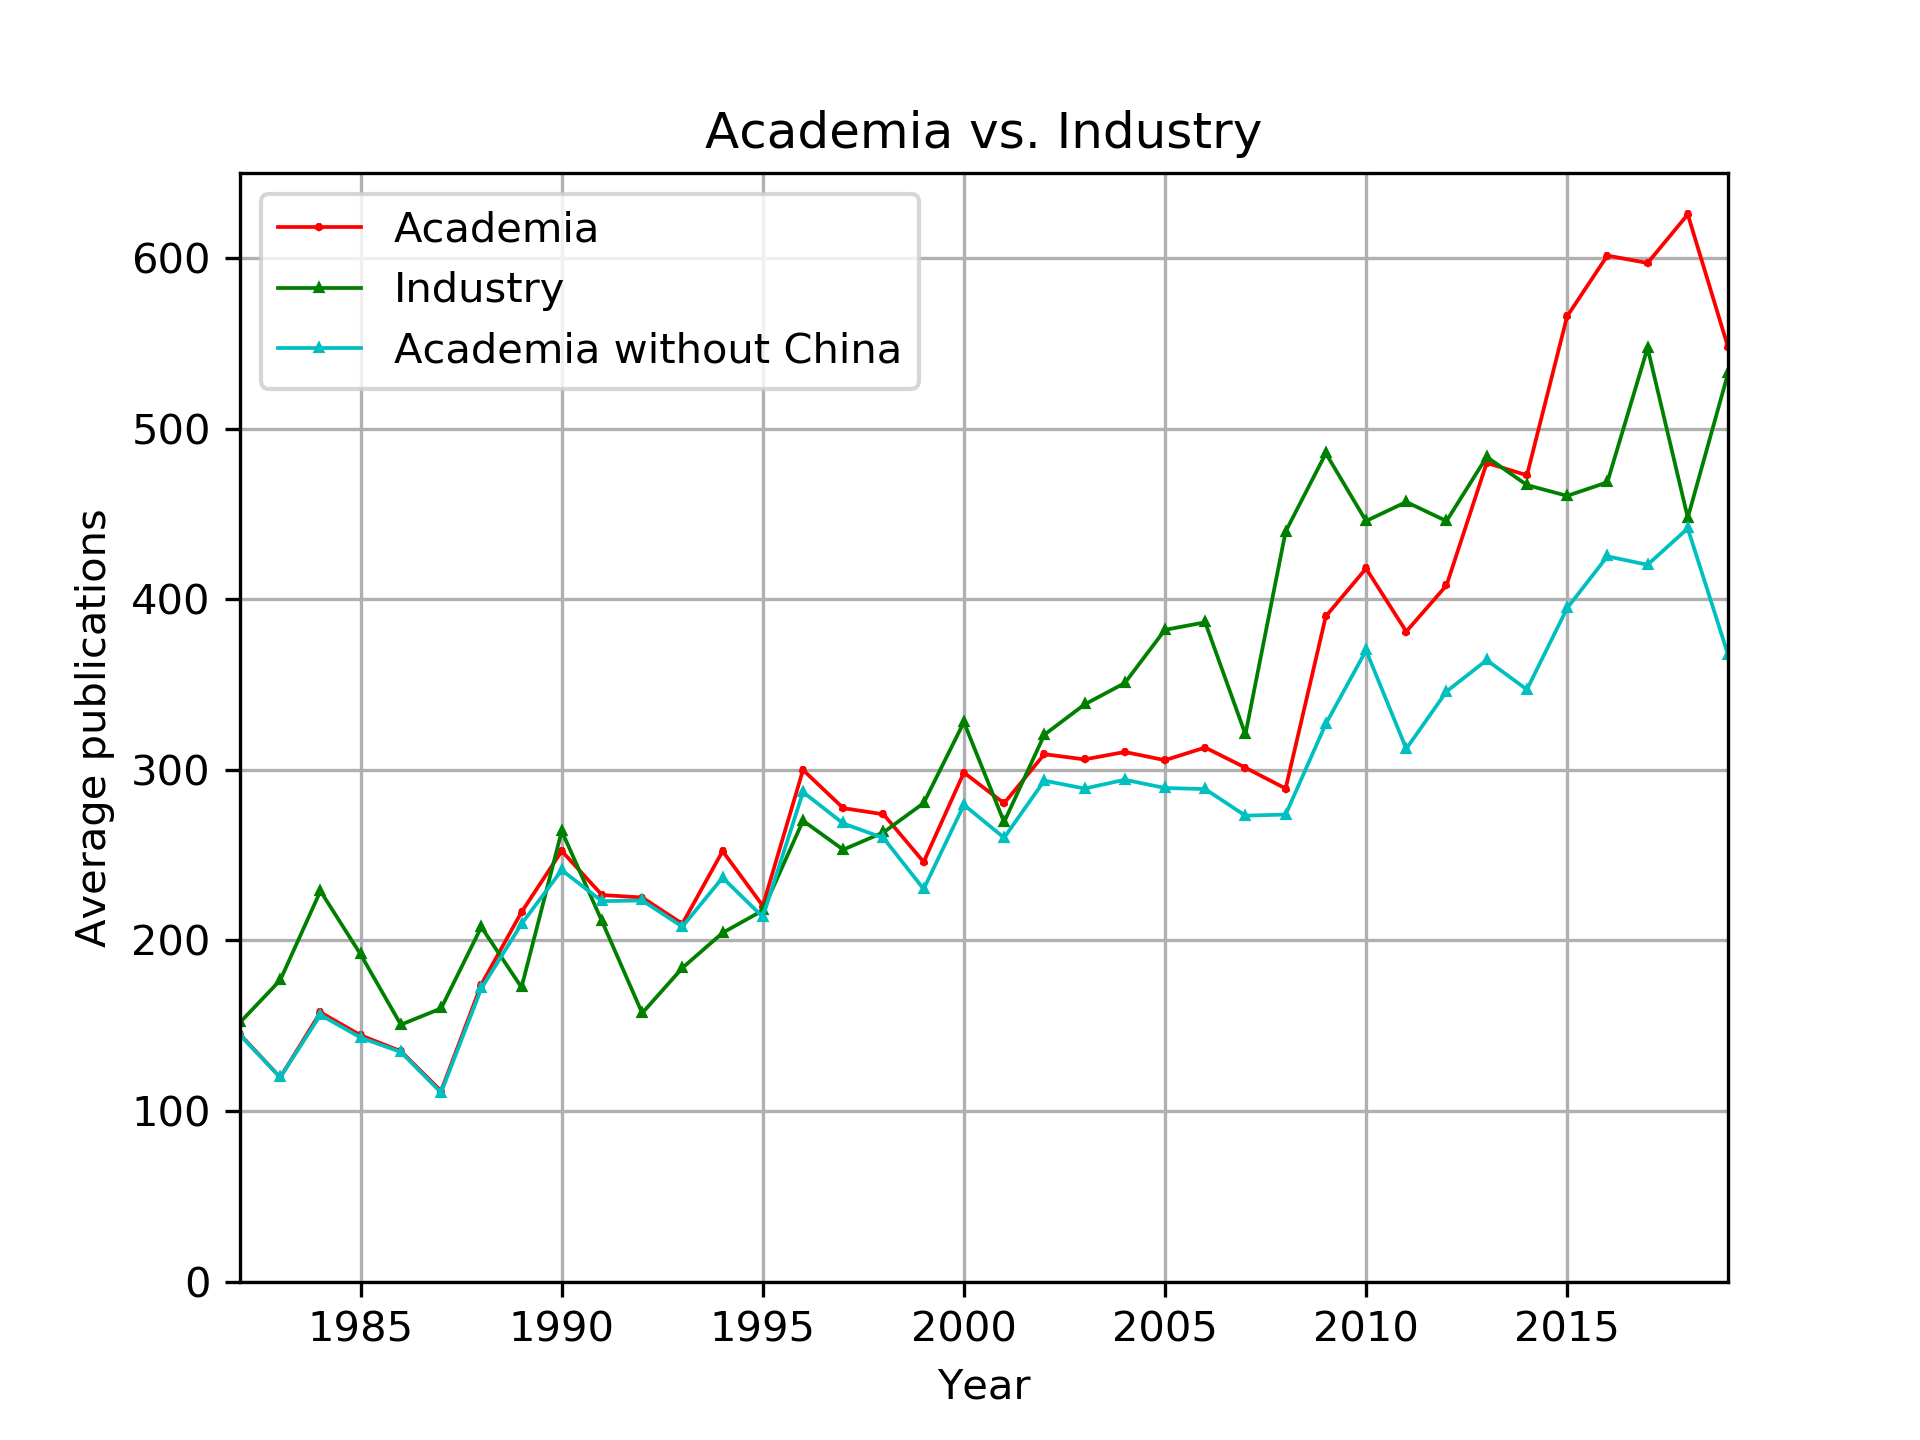 Academia vs. Industry
Academia
Industry
Academia without China
Average publications
600
500
400
300
200
100
0
1985 1990 1995 2000 2005 2010 2015
Year